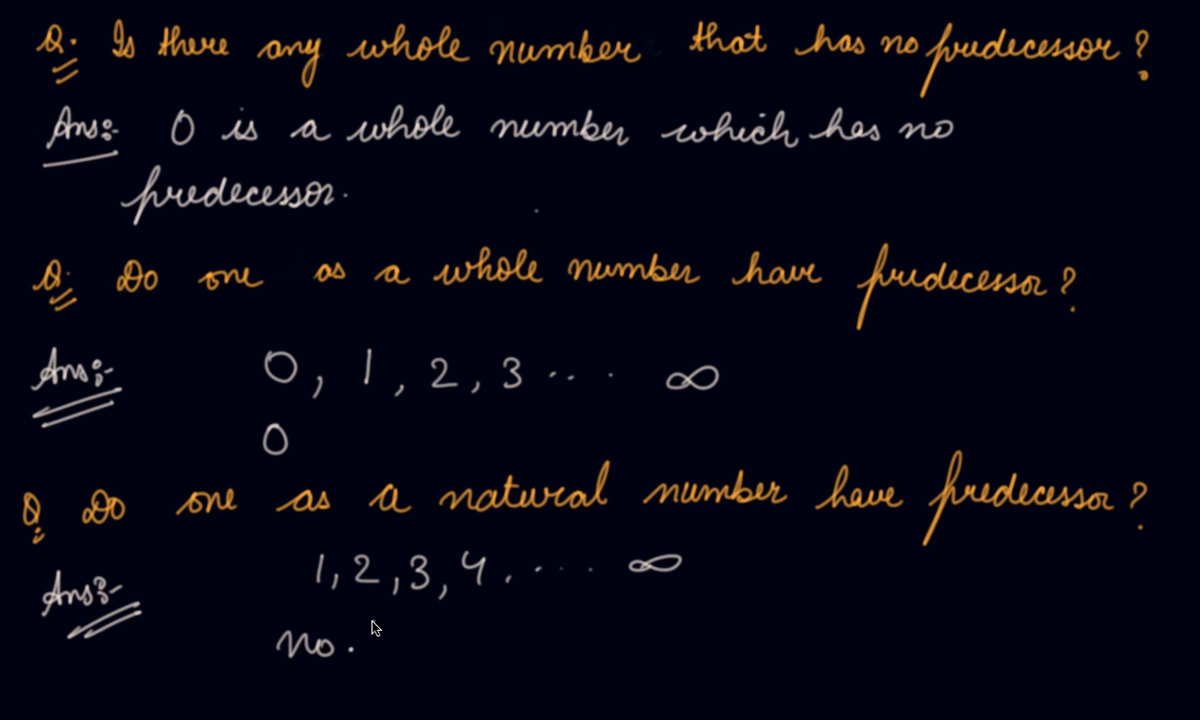 Q. Is there any whole number that has no predecessor?
Ans:- 0 is a whole number which has no
predecessor.
Q. Do one as a whole number have predecessor?
Ans:- 0, 1, 2, 3 ... . ∞
0
Q. Do one as a natural number have predecessor?
Ans:- 1, 2, 3, 4, .... ∞
no.